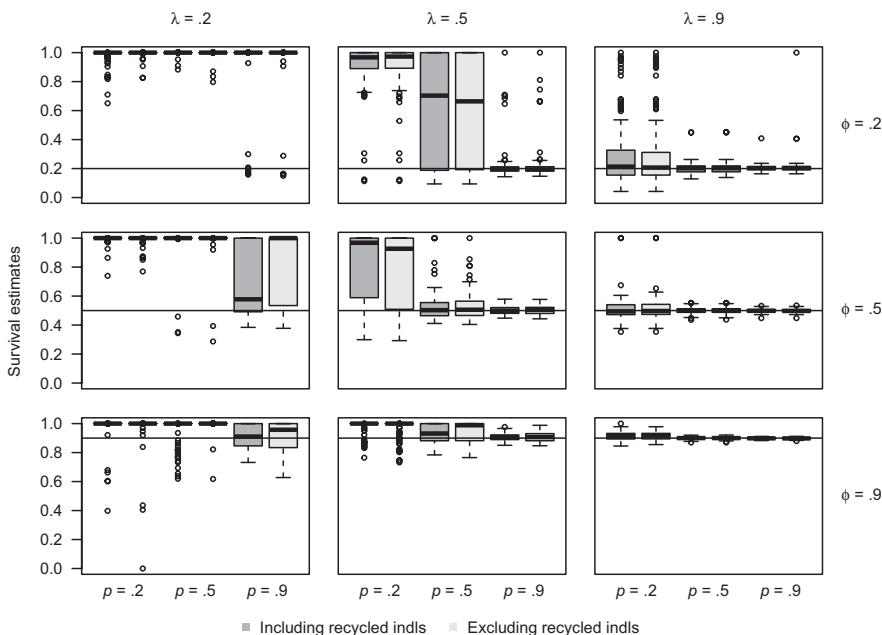 λ = .2 λ = .5 λ = .9
1.0
0.8
0.6
0.4
0.2
0.0
ϕ = .2
Survival estimates
1.0
0.8
0.6
0.4
0.2
0.0
ϕ = .5
1.0
0.8
0.6
0.4
0.2
0.0
ϕ = .9
p = .2 p = .5 p = .9 p = .2 p = .5 p = .9 p = .2 p = .5 p = .9
Including recycled indls Excluding recycled indls